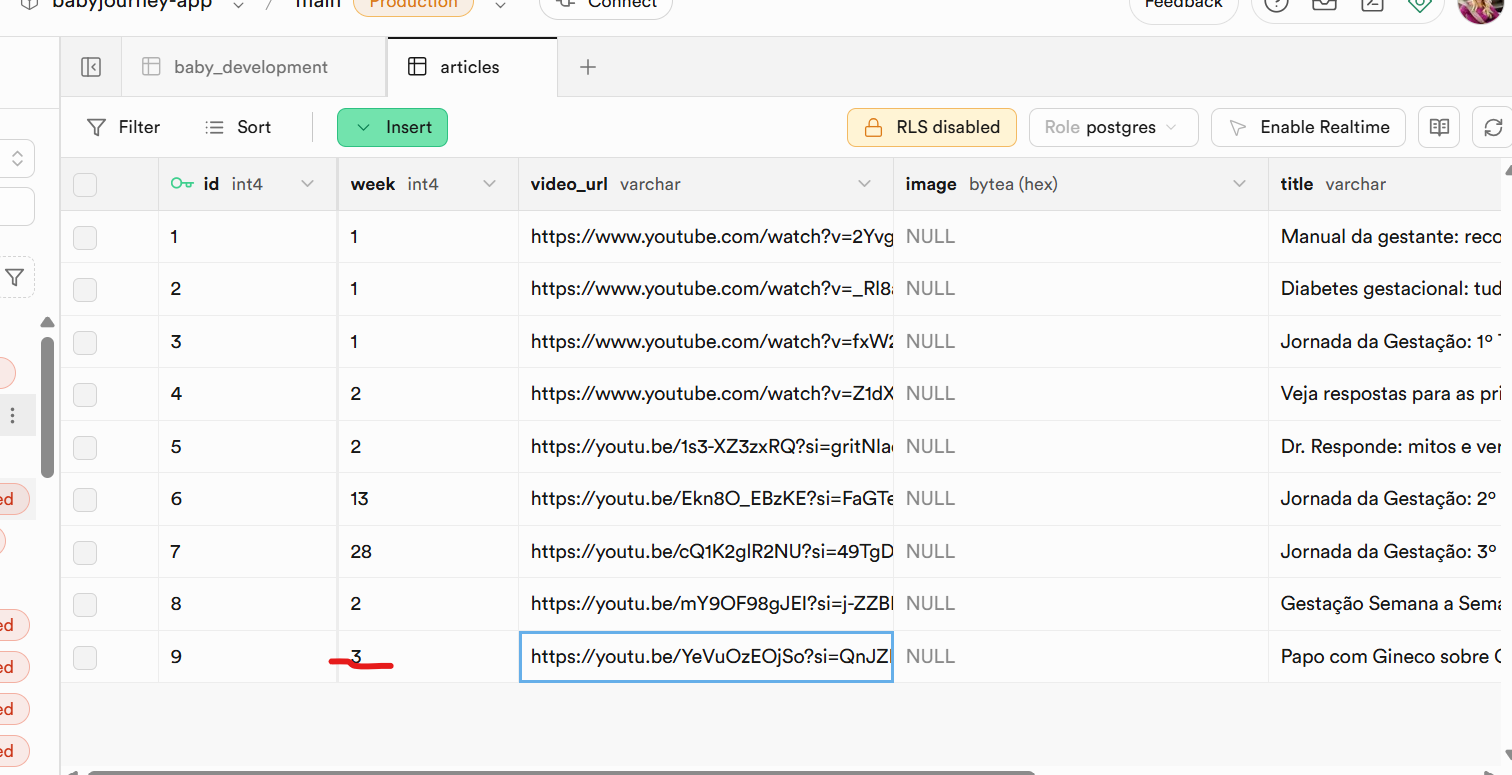 babyjourney-app / main Production Connect Feedback
baby_development articles
Filter Sort Insert RLS disabled Role postgres Enable Realtime
id int4 week int4 video_url varchar image bytea (hex) title varchar
1 1 https://www.youtube.com/watch?v=2Yvg NULL Manual da gestante: reco
2 1 https://www.youtube.com/watch?v=_Rl8 NULL Diabetes gestacional: tud
3 1 https://www.youtube.com/watch?v=fxW2 NULL Jornada da Gestação: 1º
4 2 https://www.youtube.com/watch?v=Z1dX NULL Veja respostas para as pri
5 2 https://youtu.be/1s3-XZ3zxRQ?si=gritNla NULL Dr. Responde: mitos e ver
ed
6 13 https://youtu.be/Ekn8O_EBzKE?si=FaGTe NULL Jornada da Gestação: 2º
7 28 https://youtu.be/cQ1K2glR2NU?si=49TgD NULL Jornada da Gestação: 3º
8 2 https://youtu.be/mY9OF98gJEI?si=j-ZZB NULL Gestação Semana a Sema
ed
9 3 https://youtu.be/YeVuOzEOjSo?si=QnJZ NULL Papo com Gineco sobre
ed
ed
ed